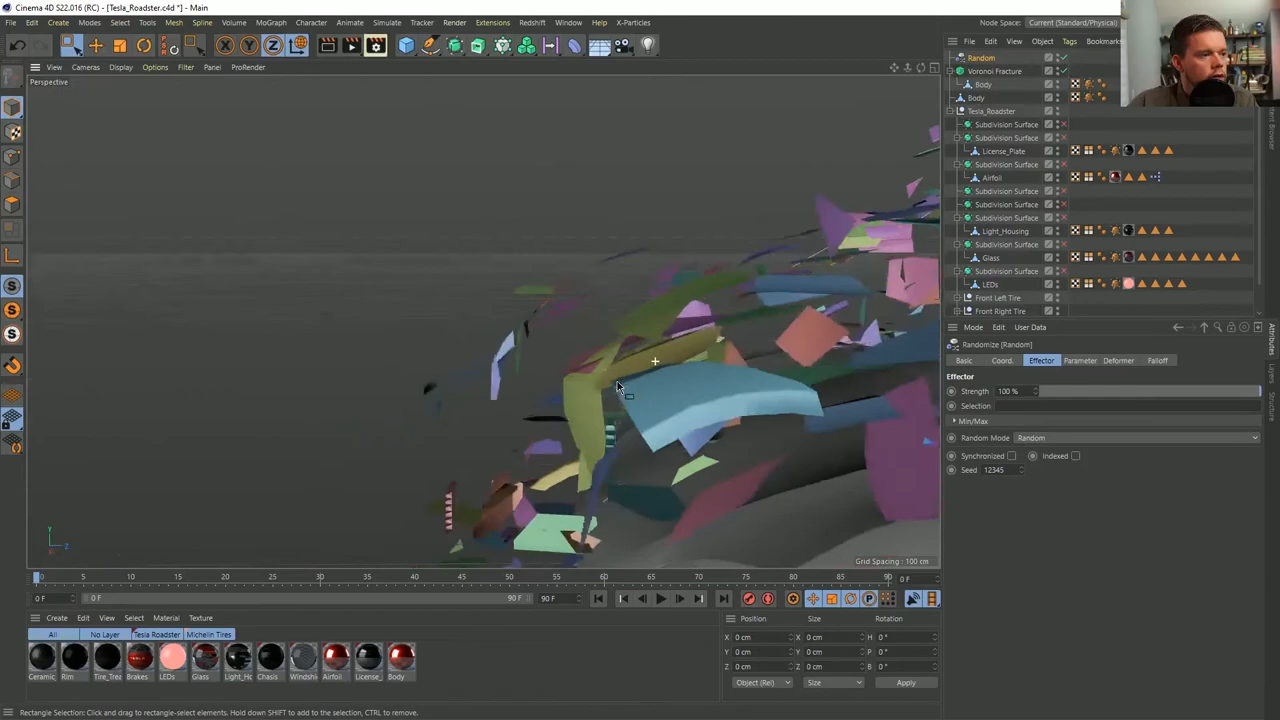 Cinema 4D S22.016 (RC) - [Tesla_Roadster.c4d *] - Main
File Edit Create Modes Select Tools Mesh Spline Volume MoGraph Character Animate Simulate Tracker Render Extensions Redshift Window Help X-Particles
Node Space: Current (Standard/Physical)
File Edit View Object Tags Bookmarks
View Cameras Display Options Filter Panel ProRender
Perspective
Random
Voronoi Fracture
Body
Body
Tesla_Roadster
Subdivision Surface
Subdivision Surface
License_Plate
Subdivision Surface
Airfoil
Subdivision Surface
Subdivision Surface
Subdivision Surface
Light_Housing
Subdivision Surface
Glass
Subdivision Surface
LEDs
Front Left Tire
Front Right Tire
Mode Edit User Data
Randomize [Random]
Basic Coord. Effector Parameter Deformer Falloff
Effector
Strength 100 %
Selection
Min/Max
Random Mode Random
Synchronized Indexed
Seed 12345
Attributes
Layers
Structure
Y
Z
Grid Spacing : 100 cm
0 5 10 15 20 25 30 35 40 45 50 55 60 65 70 75 80 85 90 0 F
0 F 0 F 90 F 90 F
Create Edit View Select Material Texture
All No Layer Tesla Roadster Michelin Tires
Ceramic_ Rim Tire_Trea Brakes LEDs Glass Light_Hc Chasis Windshi Airfoil License_ Body
Position Size Rotation
X 0 cm X 0 cm H 0 °
Y 0 cm Y 0 cm P 0 °
Z 0 cm Z 0 cm B 0 °
Object (Rel) Size Apply
Rectangle Selection: Click and drag to rectangle-select elements. Hold down SHIFT to add to the selection, CTRL to remove.